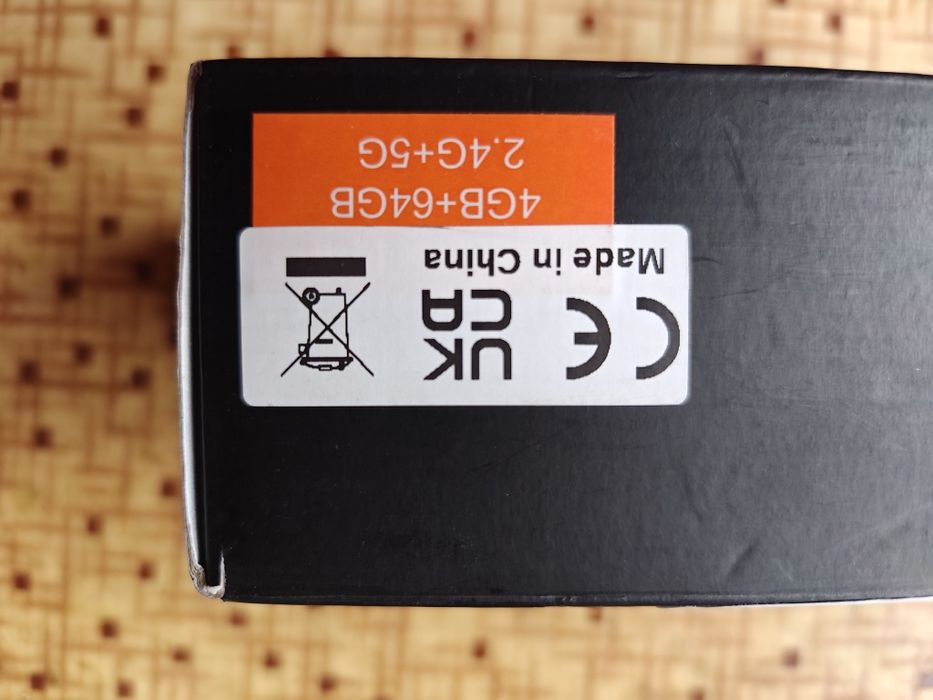 CE
UK
CA
Made in China
4GB+64GB
2.4G+5G